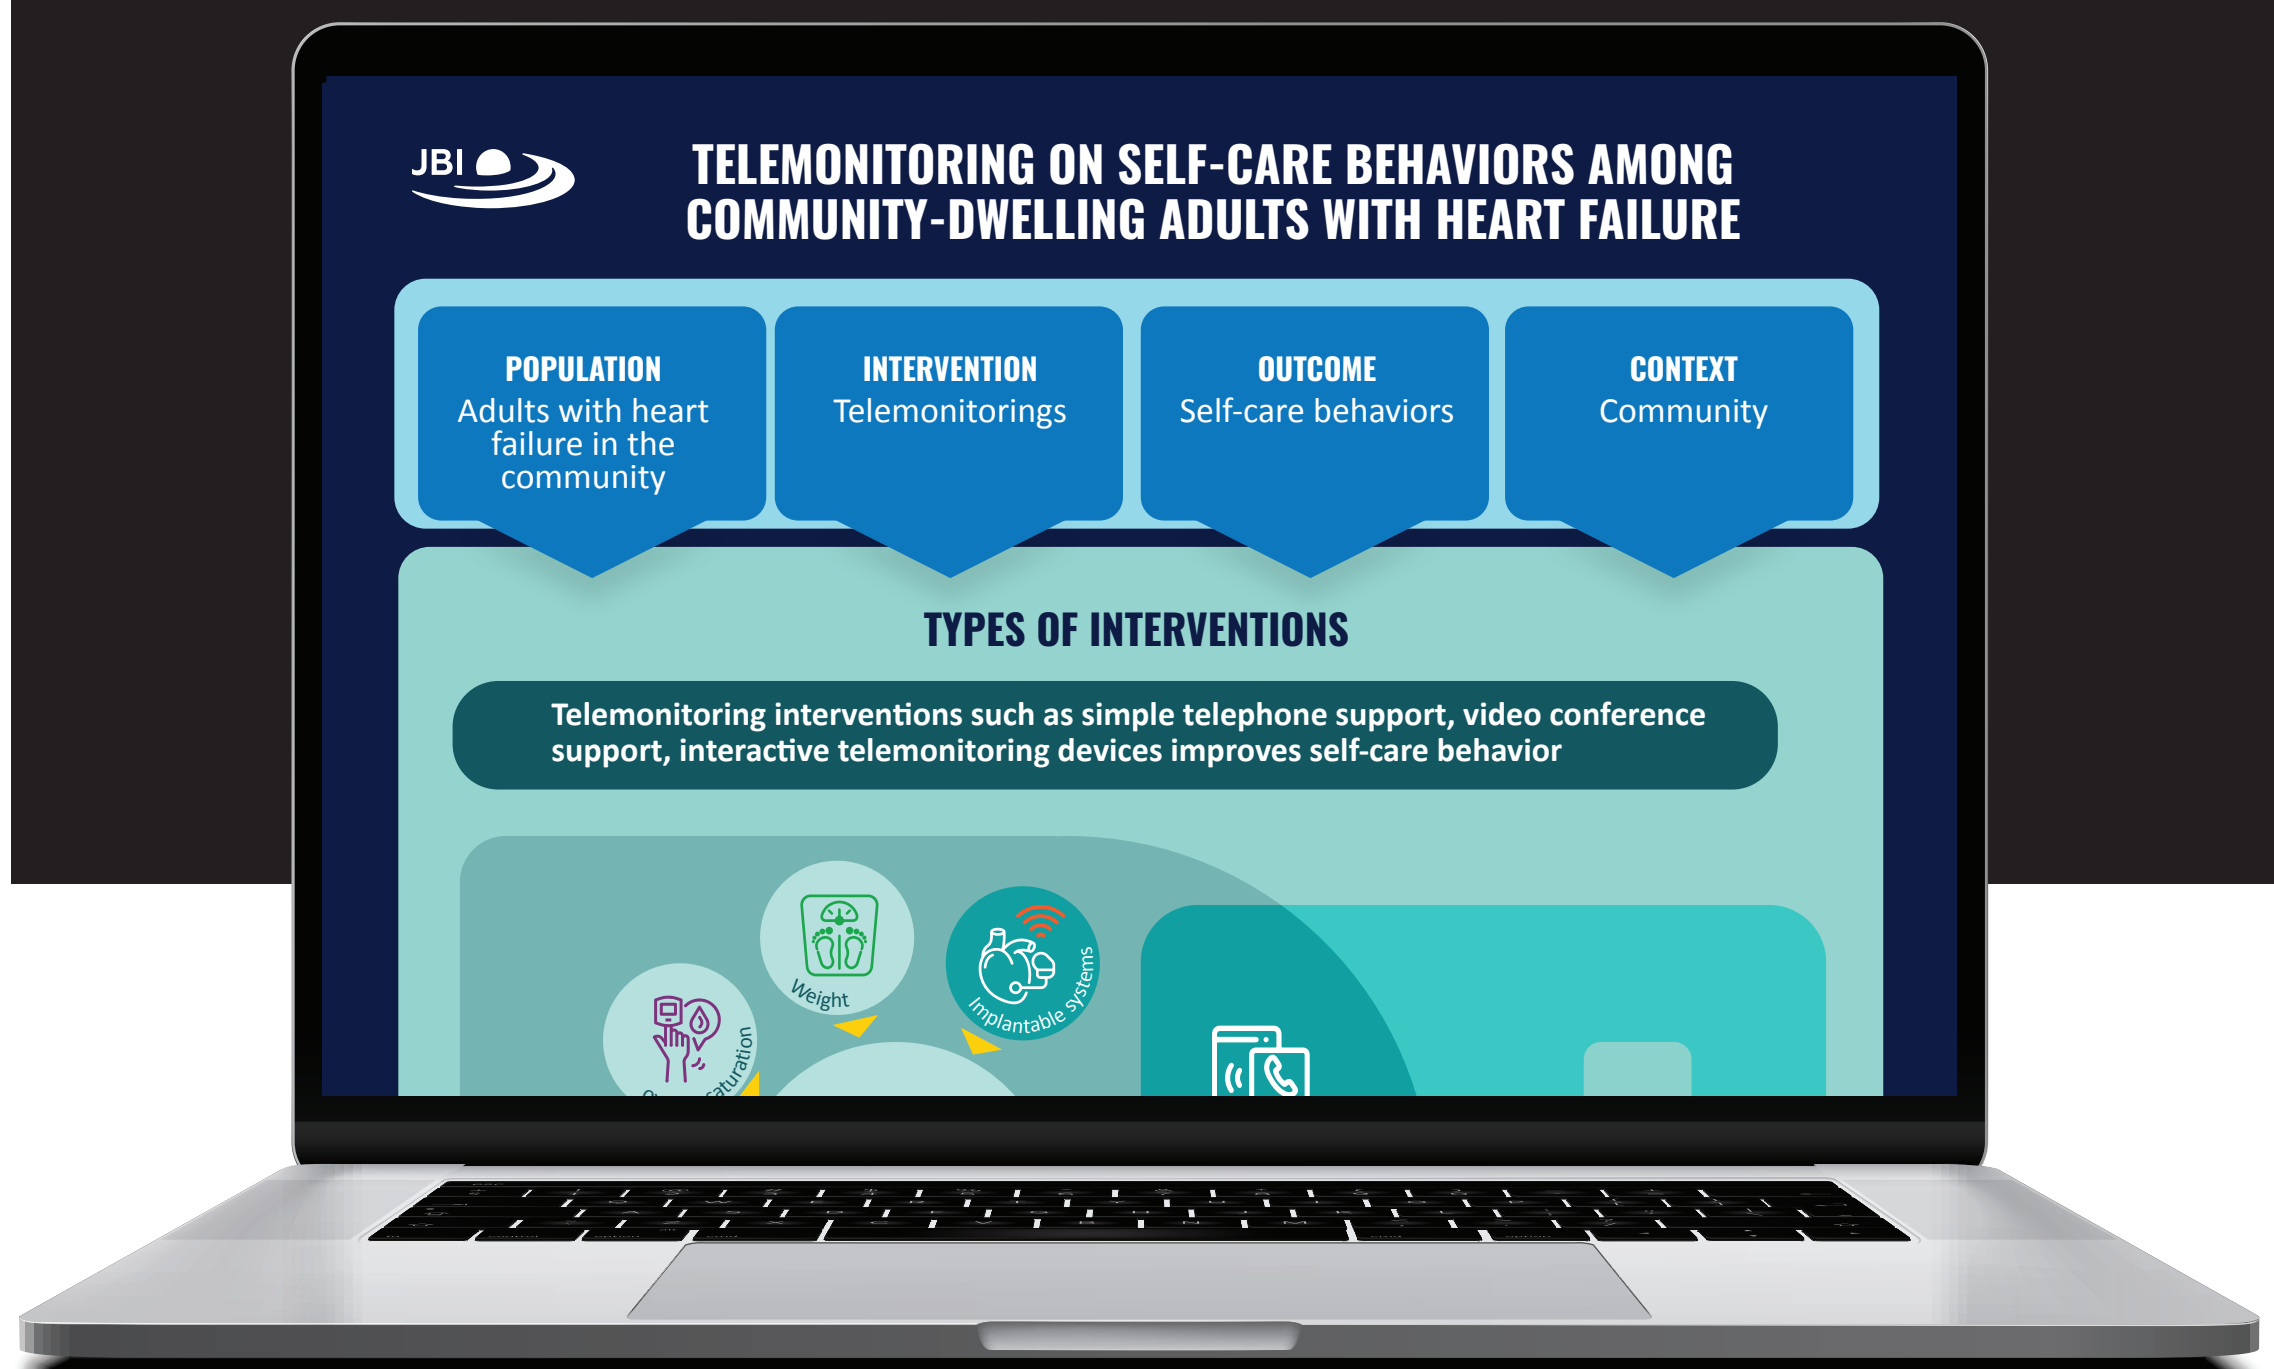 JBI
TELEMONITORING ON SELF-CARE BEHAVIORS AMONG
COMMUNITY-DWELLING ADULTS WITH HEART FAILURE
POPULATION
Adults with heart
failure in the
community
INTERVENTION
Telemonitorings
OUTCOME
Self-care behaviors
CONTEXT
Community
TYPES OF INTERVENTIONS
Telemonitoring interventions such as simple telephone support, video conference
support, interactive telemonitoring devices improves self-care behavior
Weight
Implantable systems
saturation